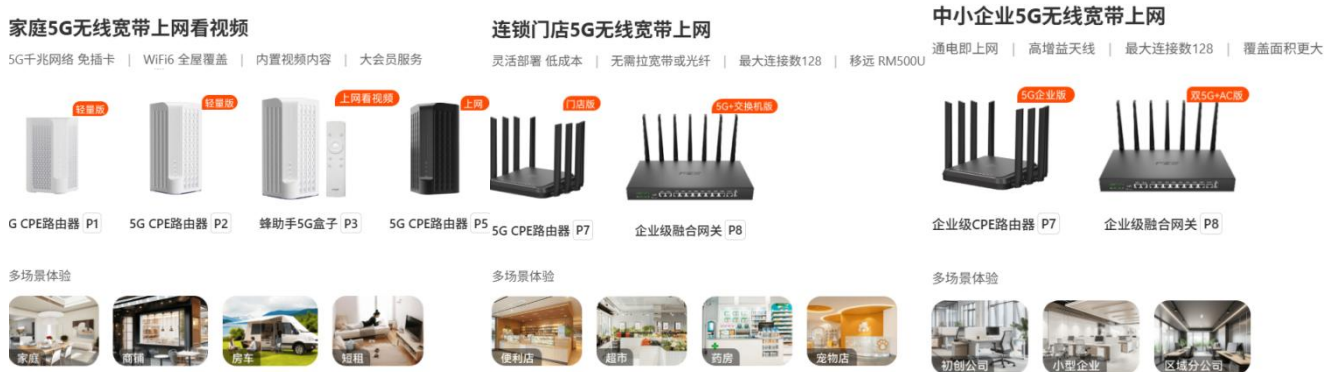 家庭5G无线宽带上网看视频
5G千兆网络 免插卡 | WiFi6 全屋覆盖 | 内置视频内容 | 大会员服务
轻量版
轻量版
上网看视频
上网
G CPE路由器 P1
5G CPE路由器 P2
蜂助手5G盒子 P3
5G CPE路由器 P5
多场景体验
家庭
商铺
房车
短租
连锁门店5G无线宽带上网
灵活部署 低成本 | 无需拉宽带或光纤 | 最大连接数128 | 移远 RM500U
门店版
5G+交换机版
5G CPE路由器 P7
企业级融合网关 P8
多场景体验
便利店
超市
药房
宠物店
中小企业5G无线宽带上网
通电即上网 | 高增益天线 | 最大连接数128 | 覆盖面积更大
5G企业版
双5G+AC版
企业级CPE路由器 P7
企业级融合网关 P8
多场景体验
初创公司
小型企业
区域分公司